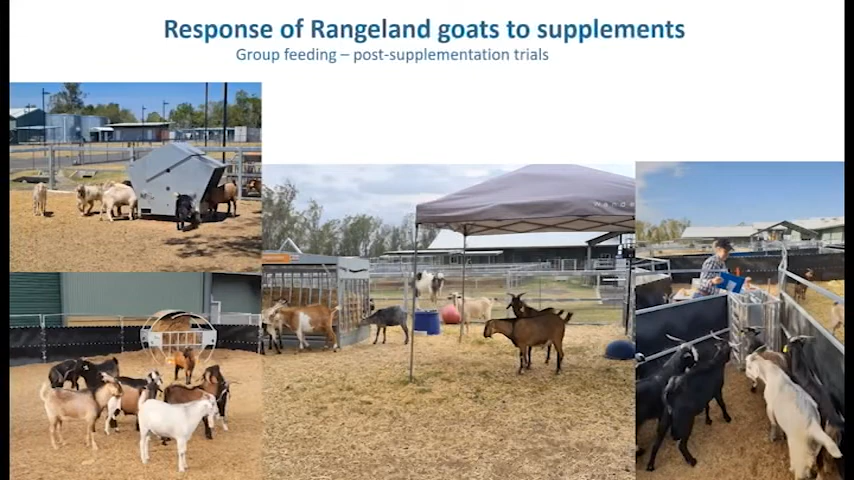 Response of Rangeland goats to supplements
Group feeding – post-supplementation trials